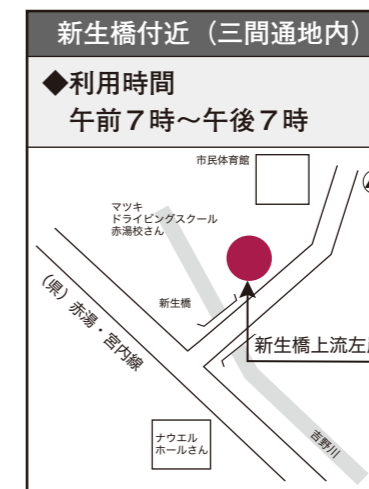 新生橋付近（三間通地内）
◆利用時間
午前７時～午後７時
市民体育館
マツキ
ドライビングスクール
赤湯校さん
新生橋
（県）赤湯・宮内線
新生橋上流左
ナウエル
ホールさん
吉野川